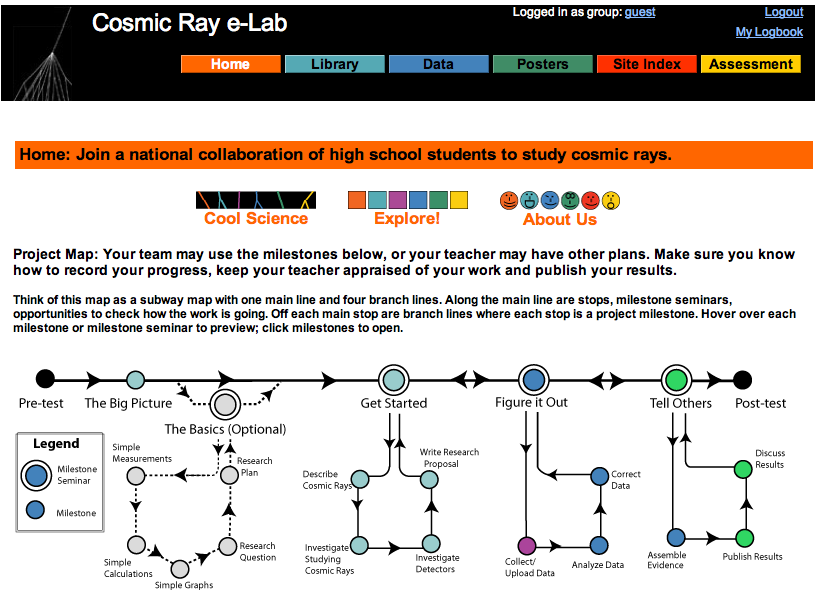 Cosmic Ray e-Lab
Logged in as group: guest
Logout
My Logbook
Home
Library
Data
Posters
Site Index
Assessment
Home: Join a national collaboration of high school students to study cosmic rays.
Cool Science
Explore!
About Us
Project Map: Your team may use the milestones below, or your teacher may have other plans. Make sure you know
how to record your progress, keep your teacher appraised of your work and publish your results.
Think of this map as a subway map with one main line and four branch lines. Along the main line are stops, milestone seminars,
opportunities to check how the work is going. Off each main stop are branch lines where each stop is a project milestone. Hover over each
milestone or milestone seminar to preview; click milestones to open.
Pre-test
The Big Picture
Get Started
Figure it Out
Tell Others
Post-test
The Basics (Optional)
Legend
Milestone
Seminar
Milestone
Simple
Measurements
Research
Plan
Simple
Calculations
Simple Graphs
Research
Question
Describe
Cosmic Rays
Write Research
Proposal
Investigate
Studying
Cosmic Rays
Investigate
Detectors
Correct
Data
Collect/
Upload Data
Analyze Data
Discuss
Results
Assemble
Evidence
Publish Results